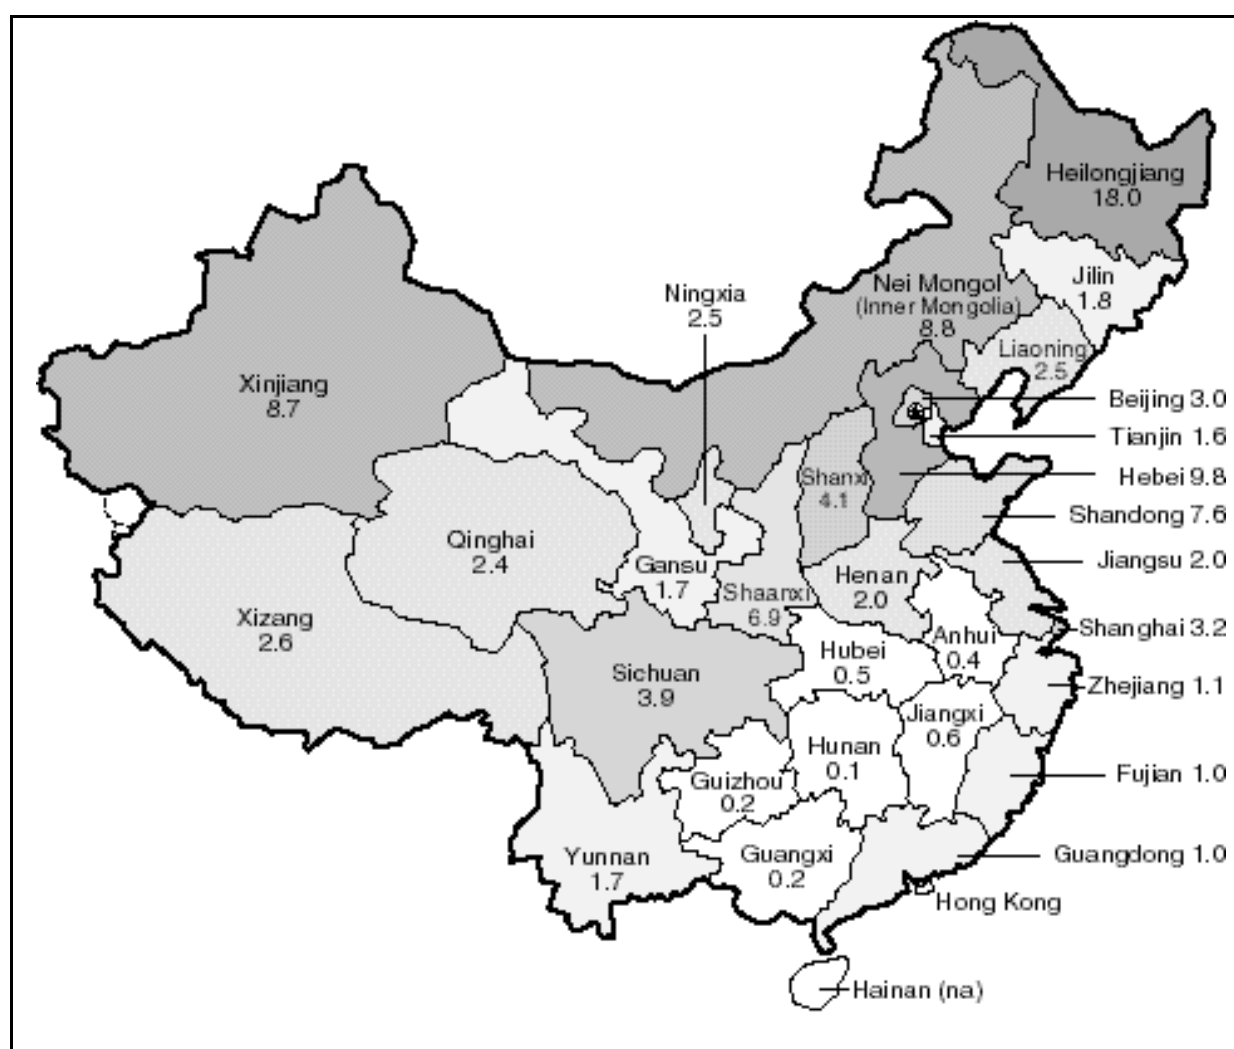 Heilongjiang
18.0
Jilin
1.8
Nei Mongol
(Inner Mongolia)
8.8
Ningxia
2.5
Liaoning
2.5
Xinjiang
8.7
Beijing 3.0
Tianjin 1.6
Hebei 9.8
Shanxi
4.1
Shandong 7.6
Qinghai
2.4
Gansu
1.7
Shaanxi
6.9
Henan
2.0
Jiangsu 2.0
Xizang
2.6
Shanghai 3.2
Anhui
0.4
Hubei
0.5
Sichuan
3.9
Zhejiang 1.1
Jiangxi
0.6
Hunan
0.1
Guizhou
0.2
Fujian 1.0
Yunnan
1.7
Guangxi
0.2
Guangdong 1.0
Hong Kong
Hainan (na)